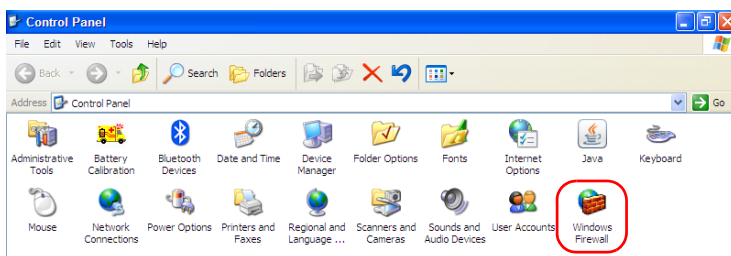 Control Panel
File Edit View Tools Help
Back Search Folders
Address Control Panel Go
Administrative Tools
Battery Calibration
Bluetooth Devices
Date and Time
Device Manager
Folder Options
Fonts
Internet Options
Java
Keyboard
Mouse
Network Connections
Power Options
Printers and Faxes
Regional and Language ...
Scanners and Cameras
Sounds and Audio Devices
User Accounts
Windows Firewall